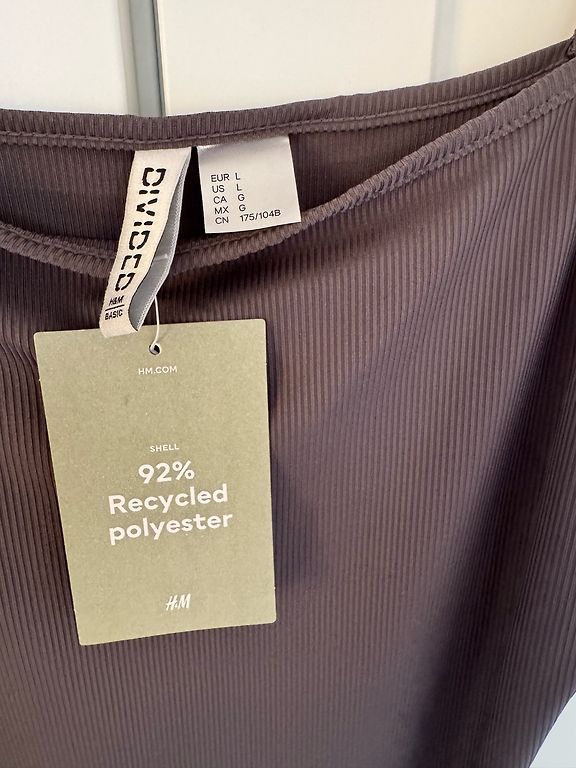 DIVIDED
H&M
BASIC
EUR L
US L
CA G
MX G
CN 175/104B
HM.COM
SHELL
92%
Recycled
polyester
H&M